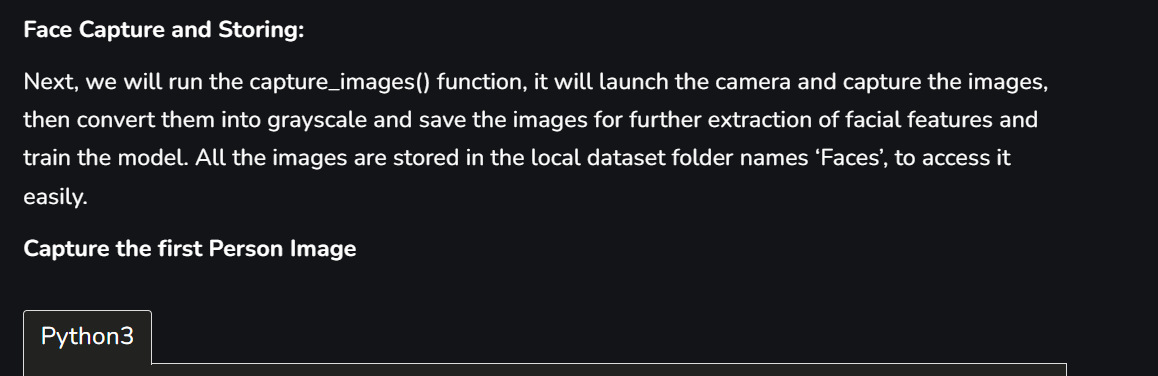 Face Capture and Storing:
Next, we will run the capture_images() function, it will launch the camera and capture the images,
then convert them into grayscale and save the images for further extraction of facial features and
train the model. All the images are stored in the local dataset folder names ‘Faces’, to access it
easily.
Capture the first Person Image
Python3